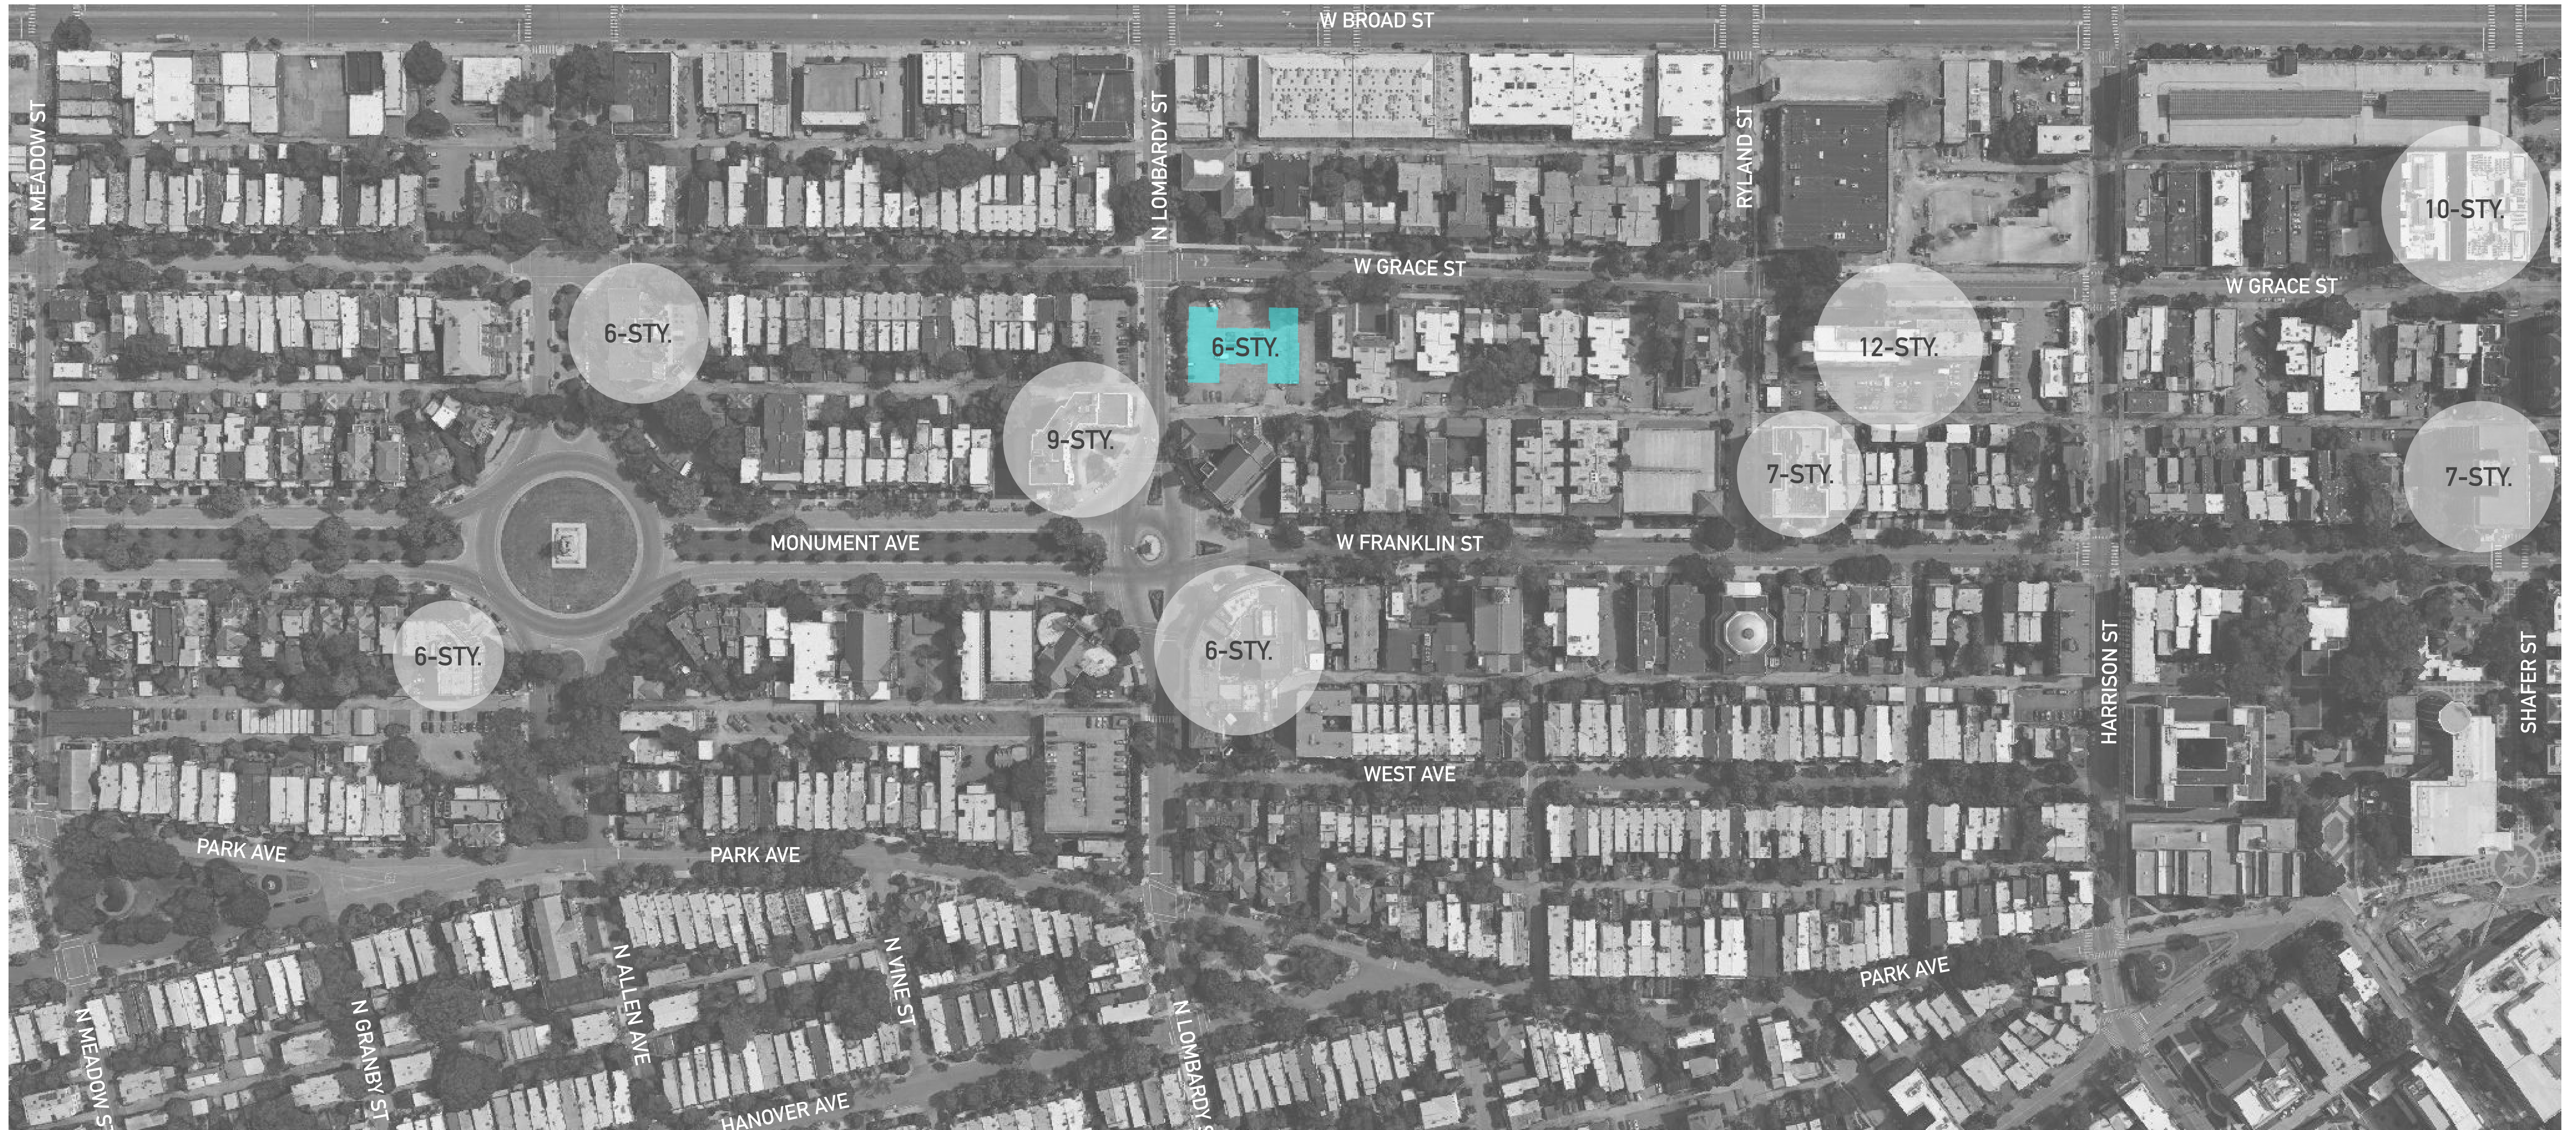 W BROAD ST
N MEADOW ST
N LOMBARDY ST
RYLAND ST
10-STY.
W GRACE ST
W GRACE ST
6-STY.
6-STY.
12-STY.
9-STY.
7-STY.
7-STY.
MONUMENT AVE
W FRANKLIN ST
6-STY.
6-STY.
HARRISON ST
SHAFER ST
WEST AVE
PARK AVE
PARK AVE
PARK AVE
N MEADOW ST
N GRANBY ST
N ALLEN AVE
N VINE ST
N LOMBARDY S
HANOVER AVE